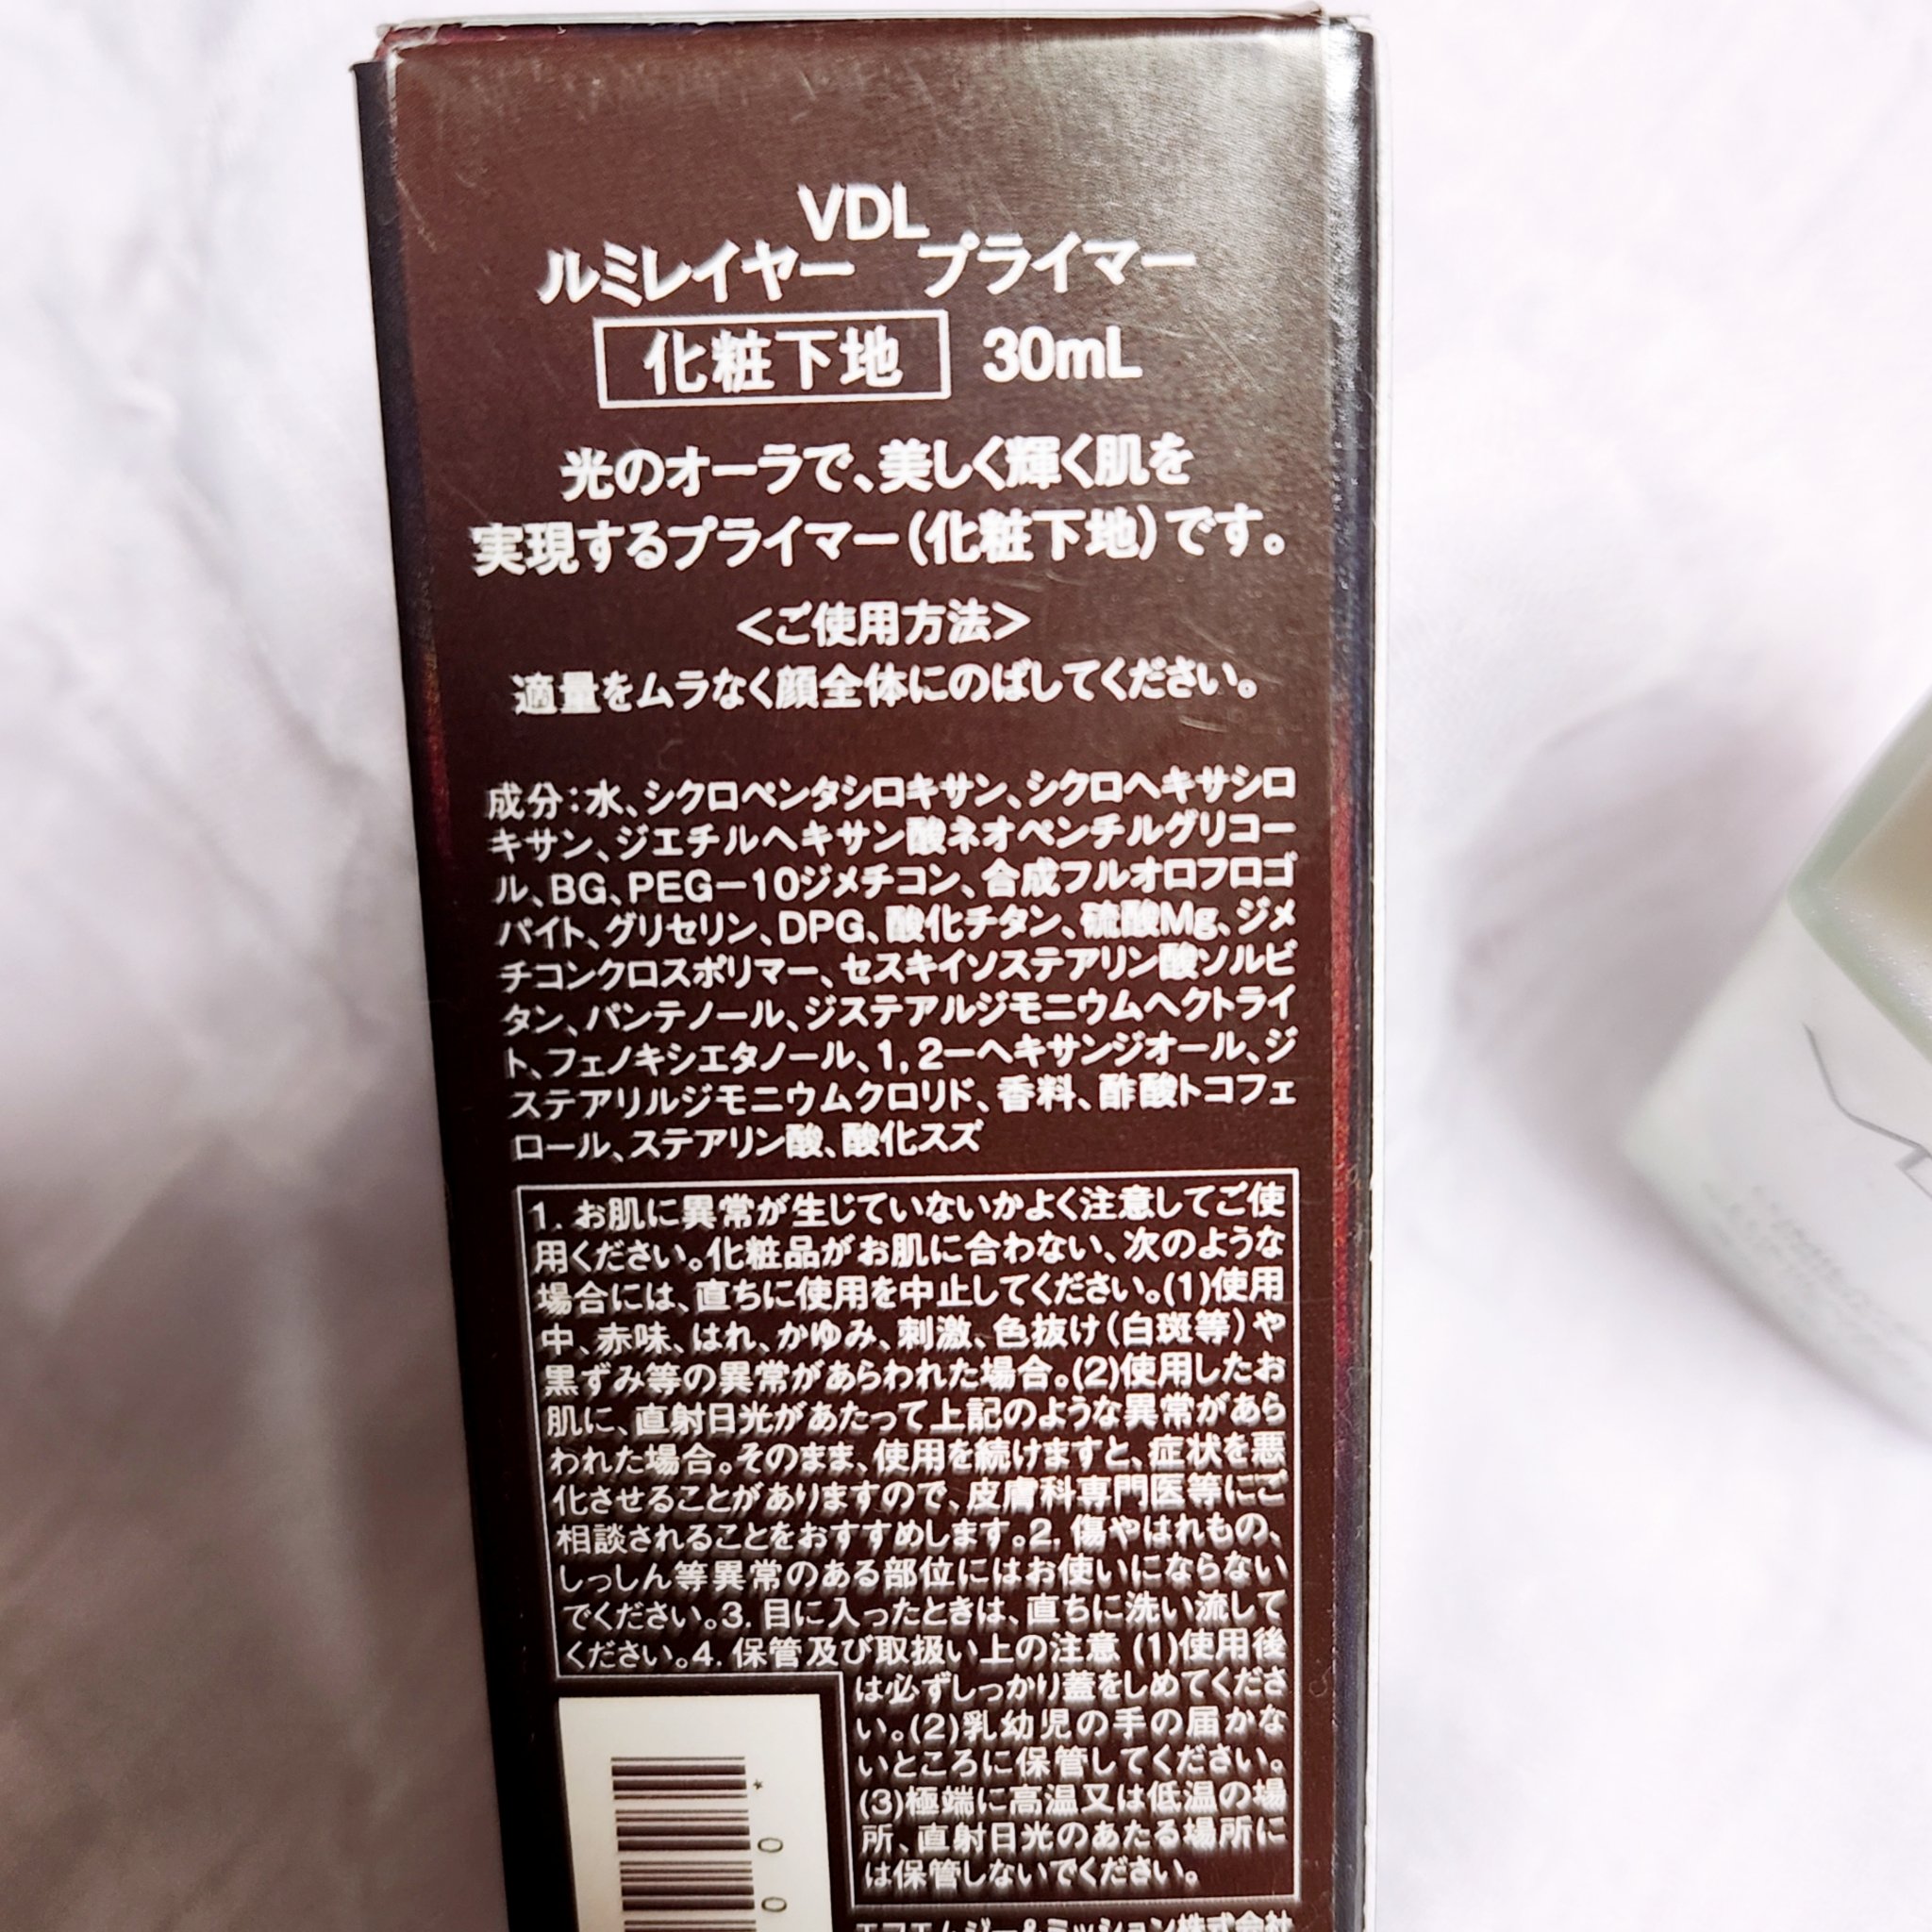 VDL
ルミレイヤー プライマー
化粧下地 30mL
光のオーラで、美しく輝く肌を
実現するプライマー(化粧下地)です。
<ご使用方法>
適量をムラなく顔全体にのばしてください。
成分:水、シクロペンタシロキサン、シクロヘキサシロ
キサン、ジエチルヘキサン酸ネオペンチルグリコー
ル、BG、PEG-10ジメチコン、合成フルオロフロゴ
パイト、グリセリン、DPG、酸化チタン、硫酸Mg、ジメ
チコンクロスポリマー、セスキイソステアリン酸ソルビ
タン、パンテノール、ジステアルジモニウムヘクトライ
ト、フェノキシエタノール、1,2-ヘキサンジオール、ジ
ステアリルジモニウムクロリド、香料、酢酸トコフェ
ロール、ステアリン酸、酸化スズ
1. お肌に異常が生じていないかよく注意してご使
用ください。化粧品がお肌に合わない、次のような
場合には、直ちに使用を中止してください。(1)使用
中、赤味、はれ、かゆみ、刺激、色抜け(白斑等)や
黒ずみ等の異常があらわれた場合。(2)使用したお
肌に、直射日光があたって上記のような異常があら
われた場合。そのまま、使用を続けますと、症状を悪
化させることがありますので、皮膚科専門医等にご
相談されることをおすすめします。2. 傷やはれもの、
しっしん等異常のある部位にはお使いにならない
でください。3. 目に入ったときは、直ちに洗い流して
ください。4. 保管及び取扱い上の注意 (1)使用後
は必ずしっかり蓋をしめてくださ
い。(2)乳幼児の手の届かな
いところに保管してください。
(3)極端に高温又は低温の場
所、直射日光のあたる場所に
は保管しないでください。
エフエムジー&ミッション株式会社
* 0 0